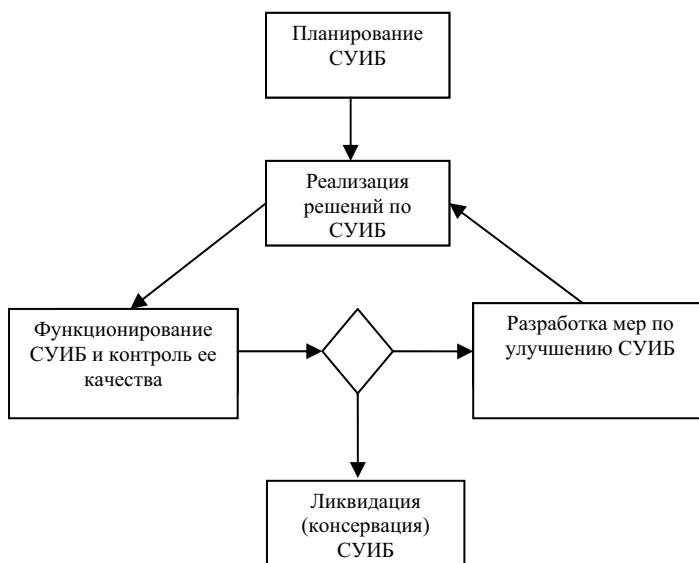 Планирование
СУИБ
Реализация
решений по
СУИБ
Функционирование
СУИБ и контроль ее
качества
Разработка мер по
улучшению СУИБ
Ликвидация
(консервация)
СУИБ